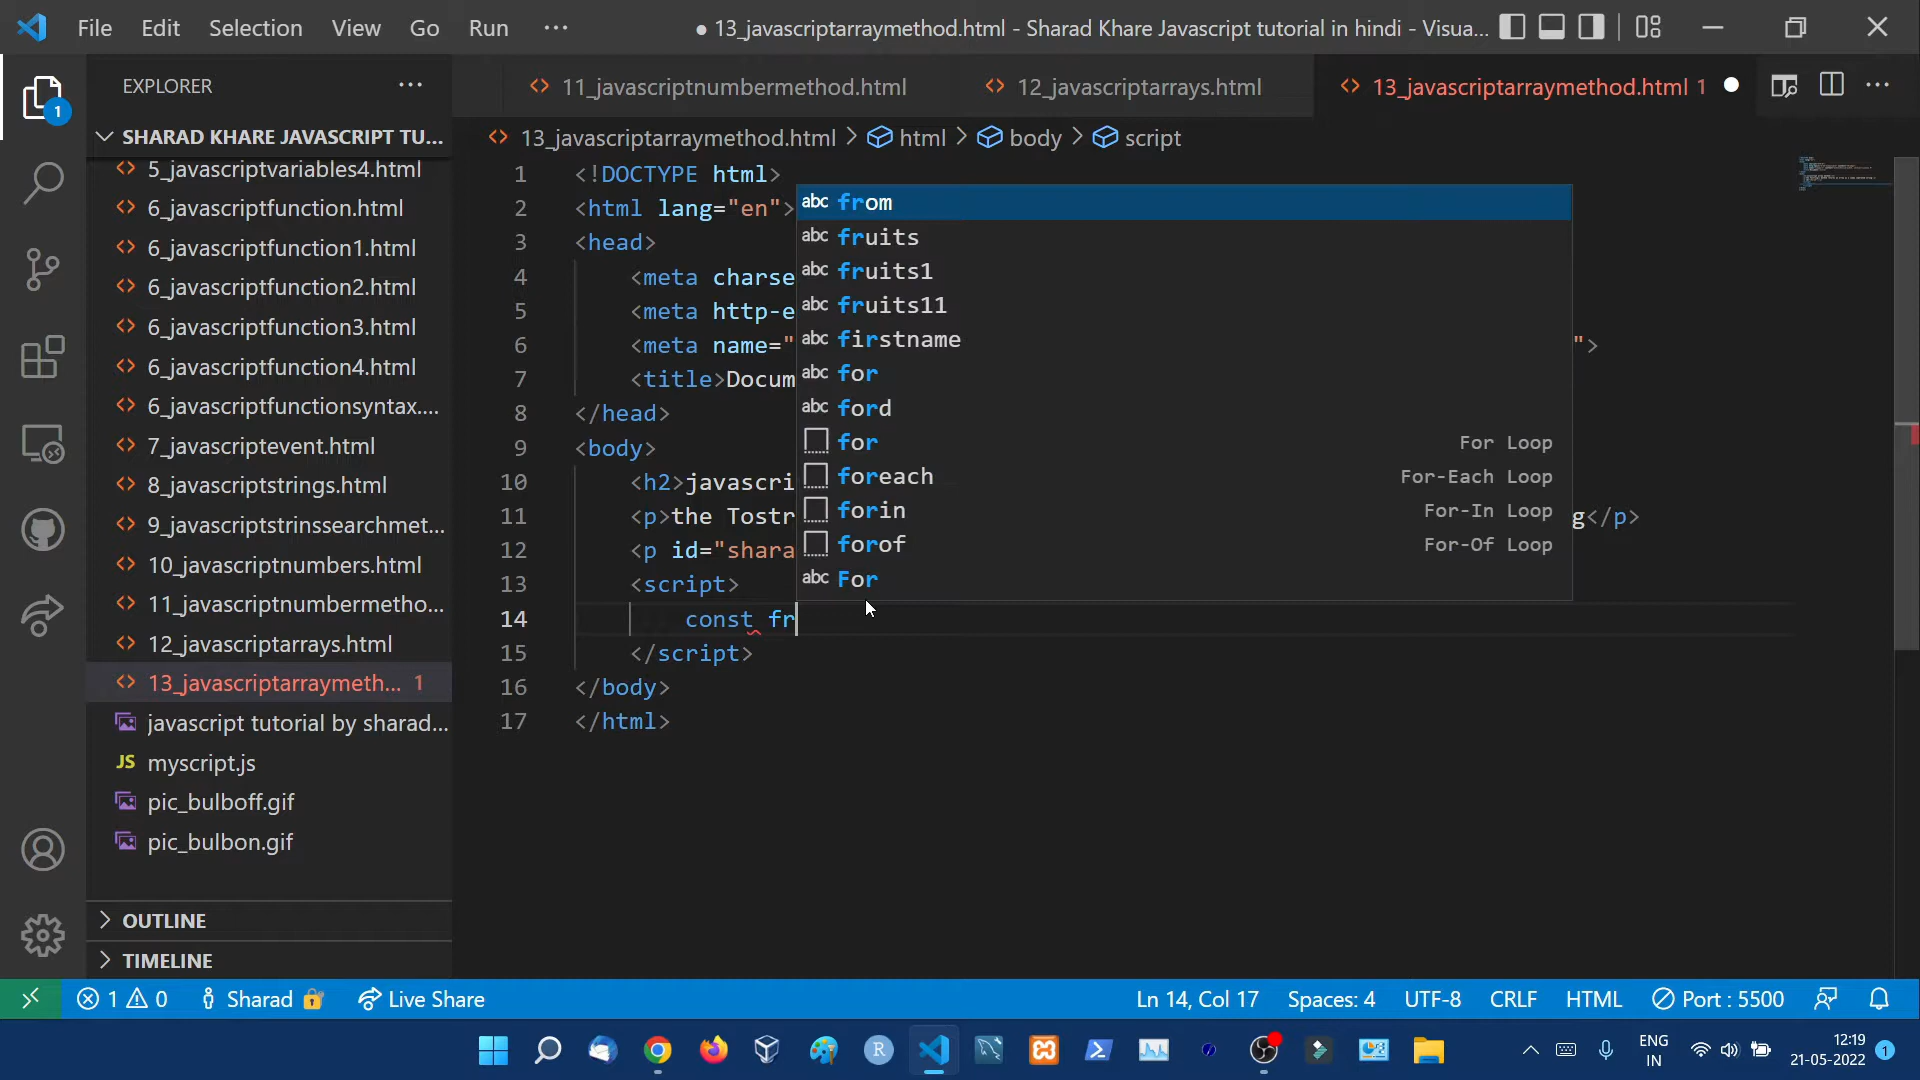 File Edit Selection View Go Run ··· ● 13_javascriptarraymethod.html - Sharad Khare Javascript tutorial in hindi - Visua...
EXPLORER ···
11_javascriptnumbermethod.html 12_javascriptarrays.html 13_javascriptarraymethod.html 1 ● ···
SHARAD KHARE JAVASCRIPT TU...
13_javascriptarraymethod.html > html > body > script
5_javascriptvariables4.html
6_javascriptfunction.html
6_javascriptfunction1.html
6_javascriptfunction2.html
6_javascriptfunction3.html
6_javascriptfunction4.html
6_javascriptfunctionsyntax....
7_javascriptevent.html
8_javascriptstrings.html
9_javascriptstrinssearchmet...
10_javascriptnumbers.html
11_javascriptnumbermetho...
12_javascriptarrays.html
13_javascriptarraymeth... 1
javascript tutorial by sharad...
JS myscript.js
pic_bulboff.gif
pic_bulbon.gif
OUTLINE
TIMELINE
1
1 <!DOCTYPE html>
2 <html lang="en">
3 <head>
4 <meta charse
5 <meta http-e
6 <meta name=" ">
7 <title>Docum
8 </head>
9 <body>
10 <h2>javascri
11 <p>the Tostr g</p>
12 <p id="shara
13 <script>
14 const fr
15 </script>
16 </body>
17 </html>
abc from
abc fruits
abc fruits1
abc fruits11
abc firstname
abc for
abc ford
for For Loop
foreach For-Each Loop
forin For-In Loop
forof For-Of Loop
abc For
1 0 Sharad Live Share Ln 14, Col 17 Spaces: 4 UTF-8 CRLF HTML Port : 5500
R ENG
IN
12:19
21-05-2022
1